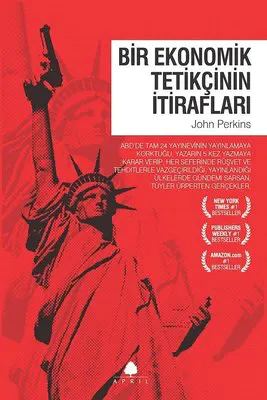 BİR EKONOMİK
TETİKÇİNİN
İTİRAFLARI
John Perkins
ABD'DE TAM 24 YAYINEVİNİN YAYINLAMAYA
KORKTUĞU, YAZARIN 5 KEZ YAZMAYA
KARAR VERİP, HER SEFERİNDE RÜŞVET VE
TEHDİTLERLE VAZGEÇİRİLDİĞİ, YAYINLANDIĞI
ÜLKELERDE GÜNDEMİ SARSAN,
TÜYLER ÜRPERTEN GERÇEKLER.
NEW YORK
TIMES #1
BESTSELLER
PUBLISHERS
WEEKLY #1
BESTSELLER
AMAZON.com
#1
BESTSELLER
APRIL